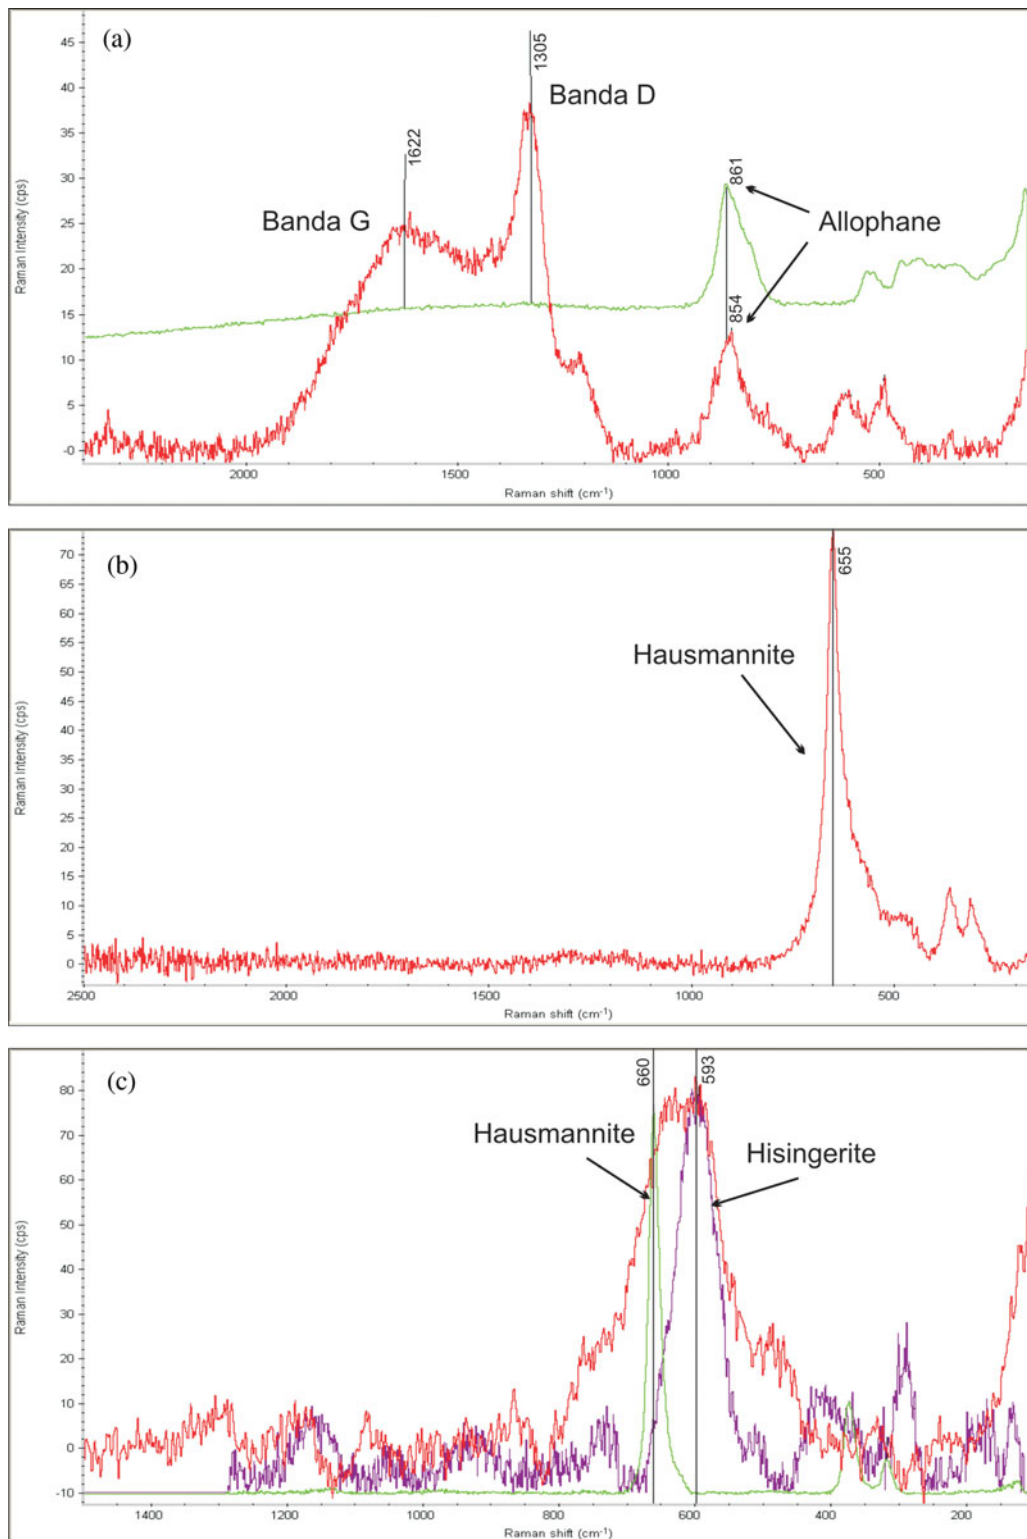 (a)
45
40
35
30
25
20
15
10
5
-0
Raman Intensity (cps)
1622
1305
861
854
Banda G
Banda D
Allophane
2000 1500 1000 500
Raman shift (cm-1)
(b)
70
65
60
55
50
45
40
35
30
25
20
15
10
5
0
Raman Intensity (cps)
655
Hausmannite
2500 2000 1500 1000 500
Raman shift (cm-1)
(c)
80
70
60
50
40
30
20
10
0
-10
Raman Intensity (cps)
660
593
Hausmannite
Hisingerite
1400 1200 1000 800 600 400 200
Raman shift (cm-1)